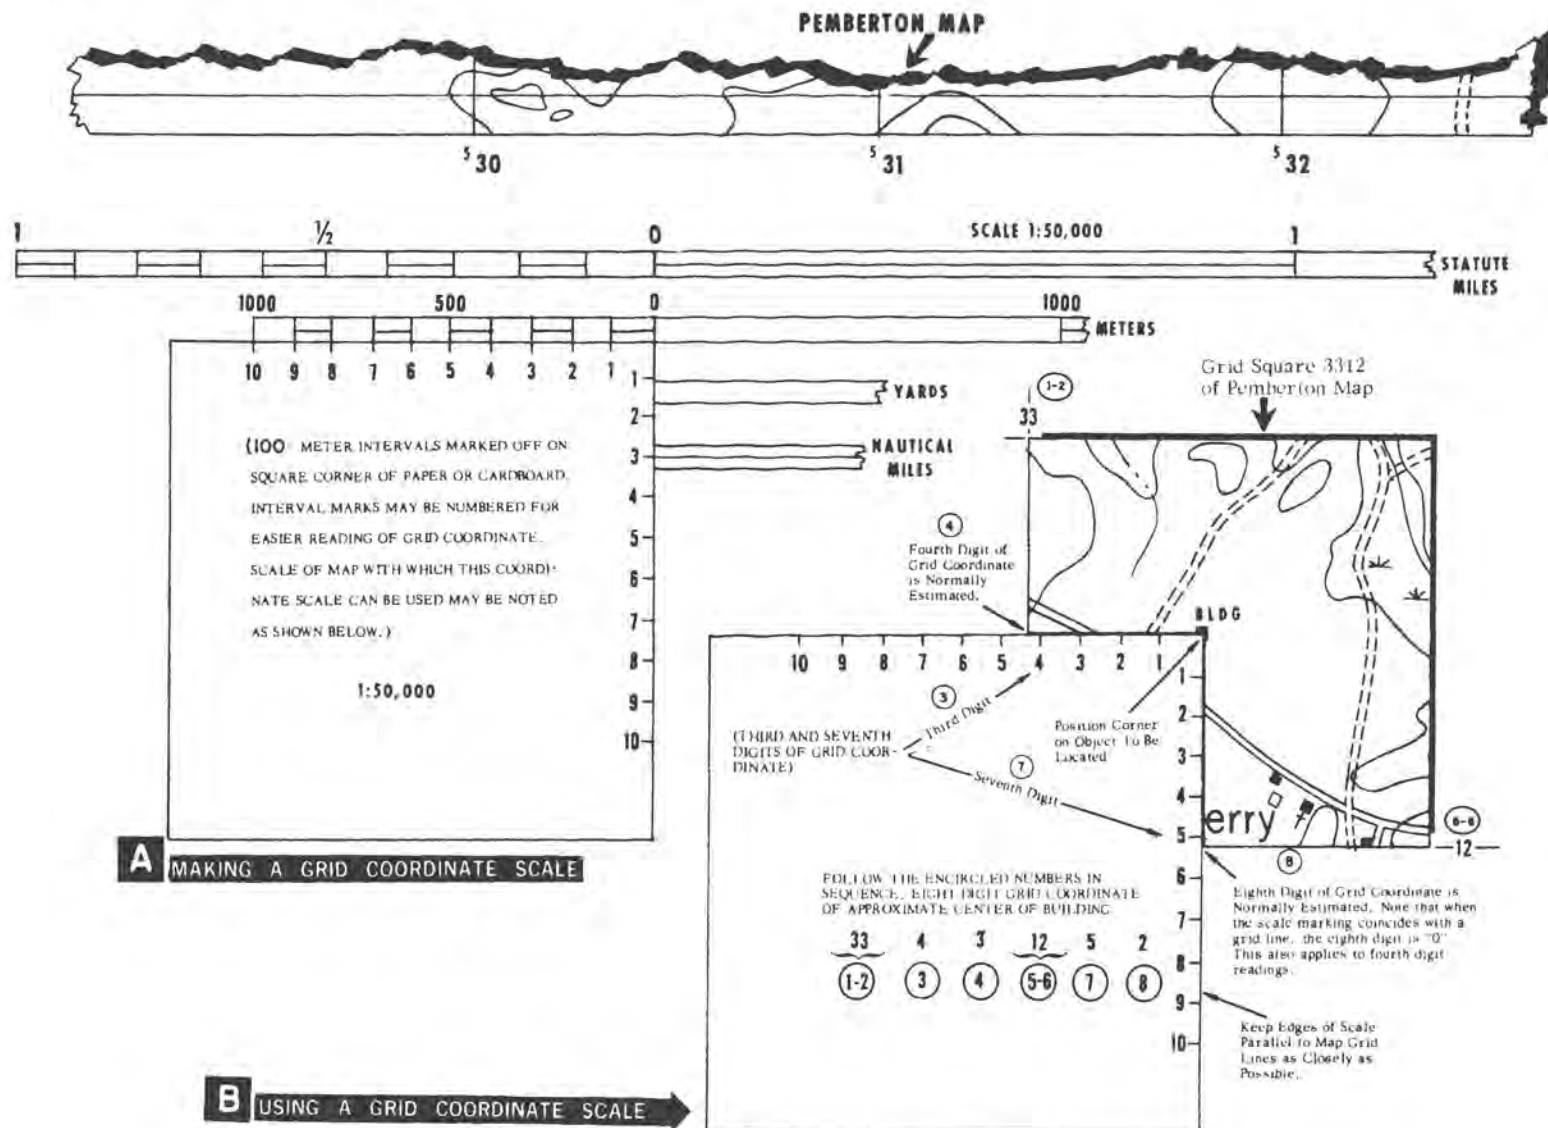 PEMBERTON MAP
5 30
5 31
5 32
1 ½ 0 SCALE 1:50,000 1
STATUTE
MILES
1000 500 0 1000
METERS
10 9 8 7 6 5 4 3 2 1
1
2
3
4
5
6
7
8
9
10
YARDS
NAUTICAL
MILES
(100 METER INTERVALS MARKED OFF ON
SQUARE CORNER OF PAPER OR CARDBOARD.
INTERVAL MARKS MAY BE NUMBERED FOR
EASIER READING OF GRID COORDINATE.
SCALE OF MAP WITH WHICH THIS COORDI-
NATE SCALE CAN BE USED MAY BE NOTED
AS SHOWN BELOW.)
1:50,000
A MAKING A GRID COORDINATE SCALE
Grid Square 3312
of Pemberton Map
1-2
33
4
Fourth Digit of
Grid Coordinate
is Normally
Estimated.
BLDG
10 9 8 7 6 5 4 3 2 1
1
2
3
4
5
6
7
8
9
10
3
Third Digit
(THIRD AND SEVENTH
DIGITS OF GRID COOR-
DINATE)
7
Seventh Digit
Position Corner
on Object To Be
Located
erry
6-6
12
8
Eighth Digit of Grid Coordinate is
Normally Estimated. Note that when
the scale marking coincides with a
grid line, the eighth digit is "0"
This also applies to fourth digit
readings.
FOLLOW THE ENCIRCLED NUMBERS IN
SEQUENCE. EIGHT DIGIT GRID COORDINATE
OF APPROXIMATE CENTER OF BUILDING
33 4 3 12 5 2
1-2 3 4 5-6 7 8
Keep Edges of Scale
Parallel to Map Grid
Lines as Closely as
Possible.
B USING A GRID COORDINATE SCALE